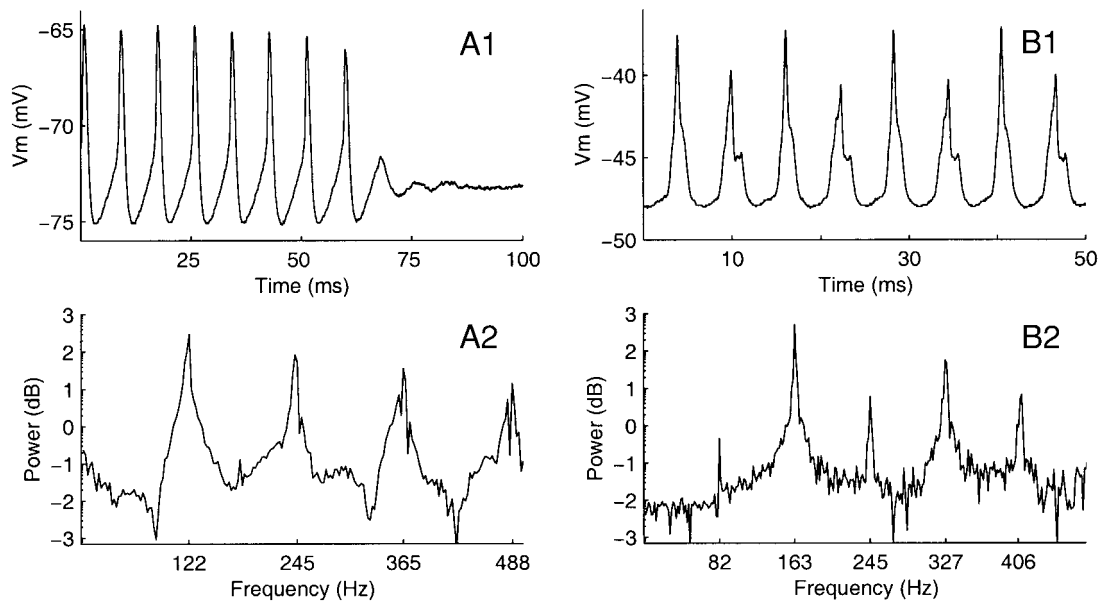 A1
Vm (mV)
−65
−70
−75
25 50 75 100
Time (ms)
B1
Vm (mV)
−40
−45
−50
10 30 50
Time (ms)
A2
Power (dB)
3
2
1
0
−1
−2
−3
122 245 365 488
Frequency (Hz)
B2
Power (dB)
3
2
1
0
−1
−2
−3
82 163 245 327 406
Frequency (Hz)